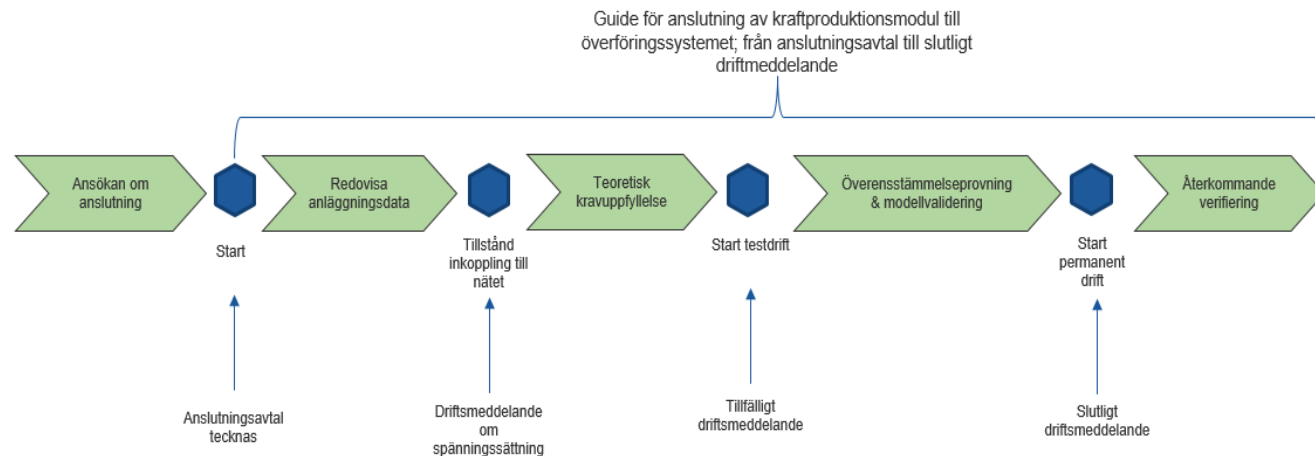 Guide för anslutning av kraftproduktionsmodul till
överföringssystemet; från anslutningsavtal till slutligt
driftmeddelande
Ansökan om
anslutning
Redovisa
anläggningsdata
Teoretisk
kravuppfyllelse
Överensstämmelseprovning
& modellvalidering
Återkommande
verifiering
Start
Tillstånd
inkoppling till
nätet
Start testdrift
Start
permanent
drift
Anslutningsavtal
tecknas
Driftsmeddelande
om
spänningssättning
Tillfälligt
driftsmeddelande
Slutligt
driftsmeddelande